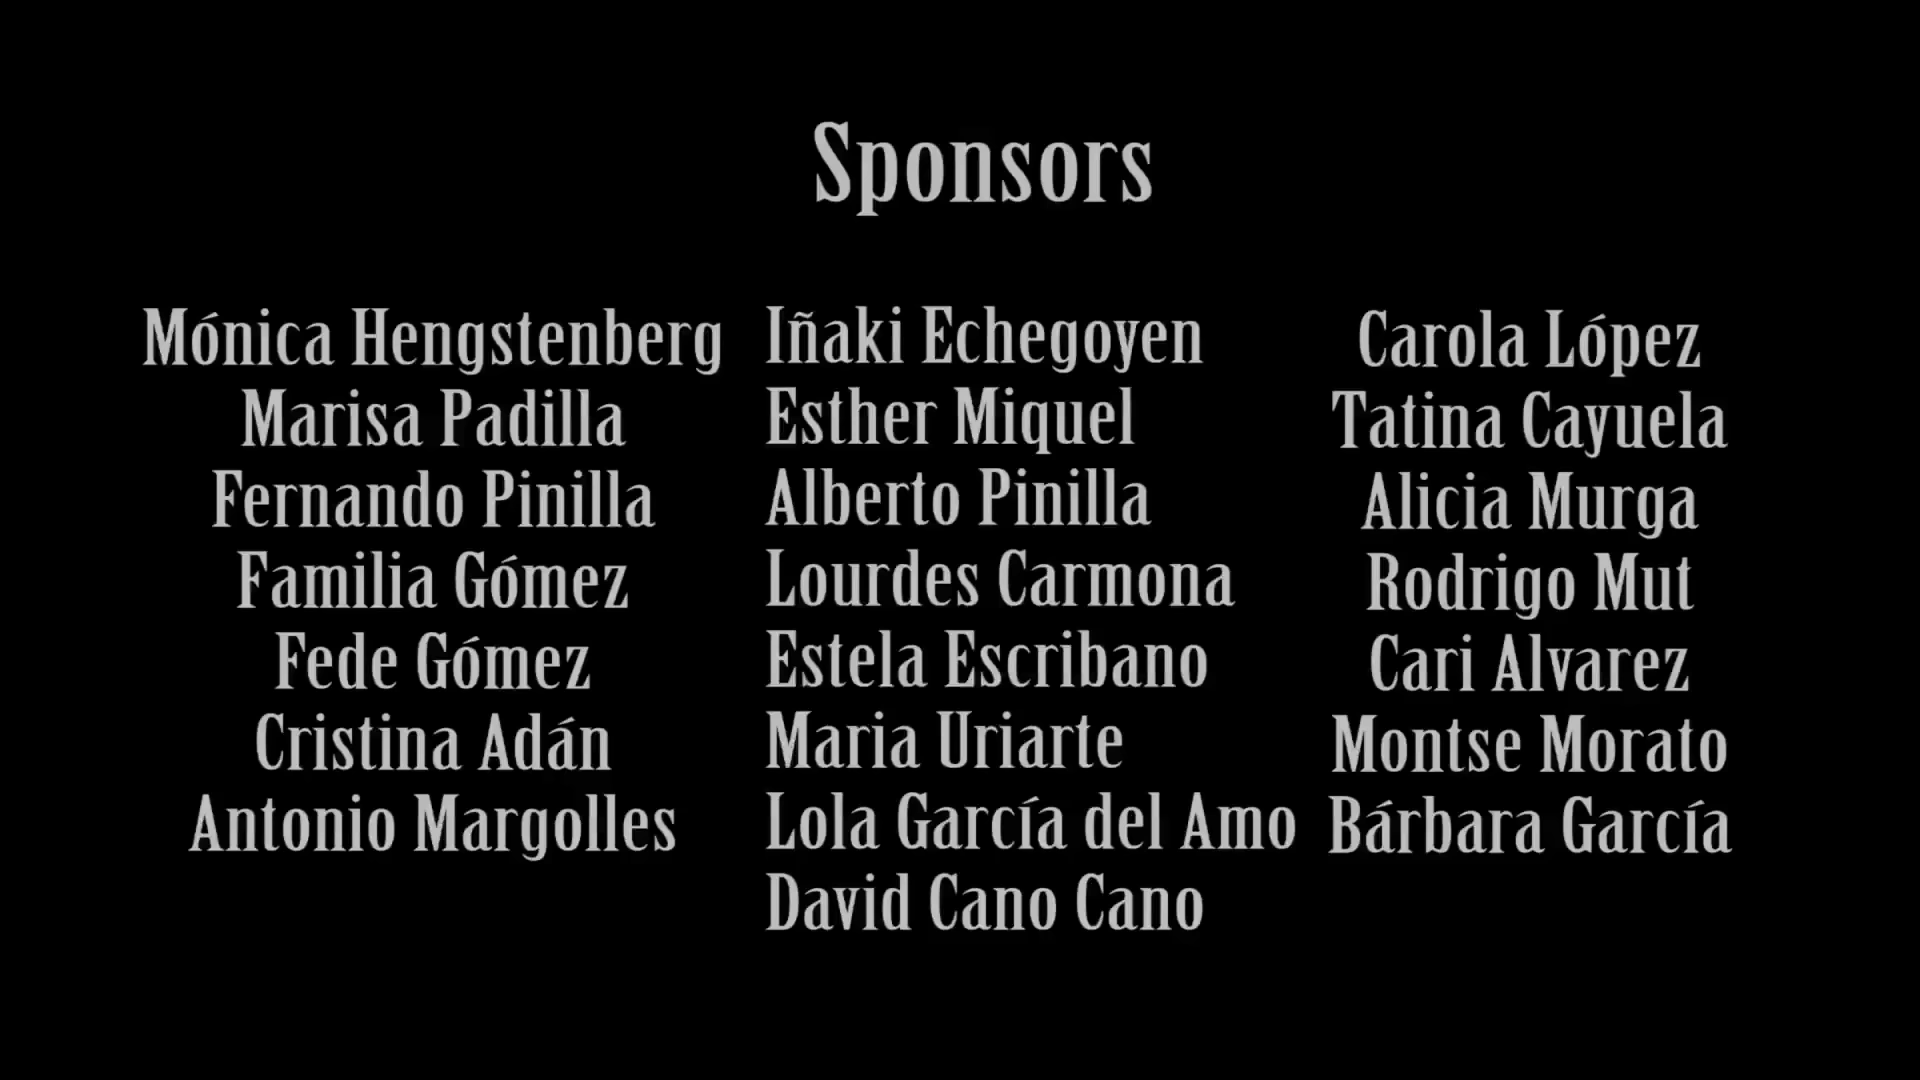 Sponsors
Mónica Hengstenberg
Marisa Padilla
Fernando Pinilla
Familia Gómez
Fede Gómez
Cristina Adán
Antonio Margolles
Iñaki Echegoyen
Esther Miquel
Alberto Pinilla
Lourdes Carmona
Estela Escribano
Maria Uriarte
Lola García del Amo
David Cano Cano
Carola López
Tatina Cayuela
Alicia Murga
Rodrigo Mut
Cari Alvarez
Montse Morato
Bárbara García